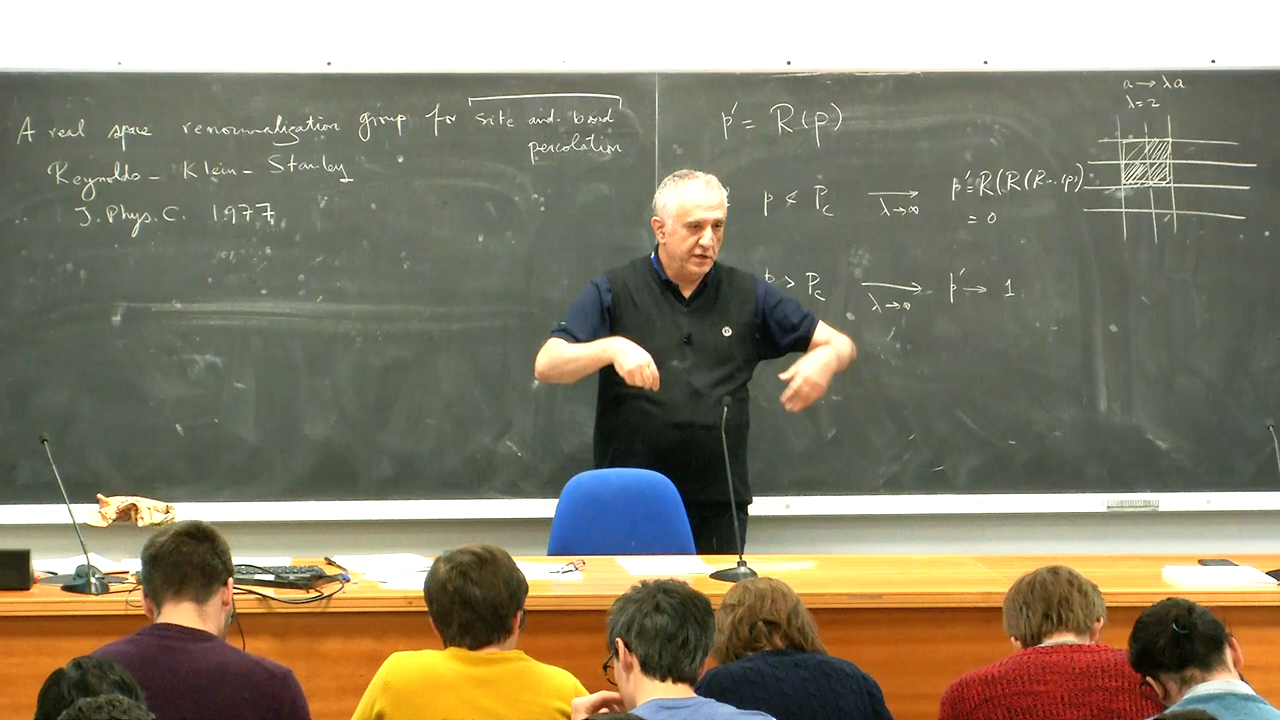 A real space renormalization group for site and bond
percolation
Reynolds - Klein - Stanley
J. Phys. C. 1977
p' = R(p)
p < Pc → λ→∞ p' = R(R(R...(p)
= 0
p > Pc → λ→∞ p' → 1
a → λa
λ=2